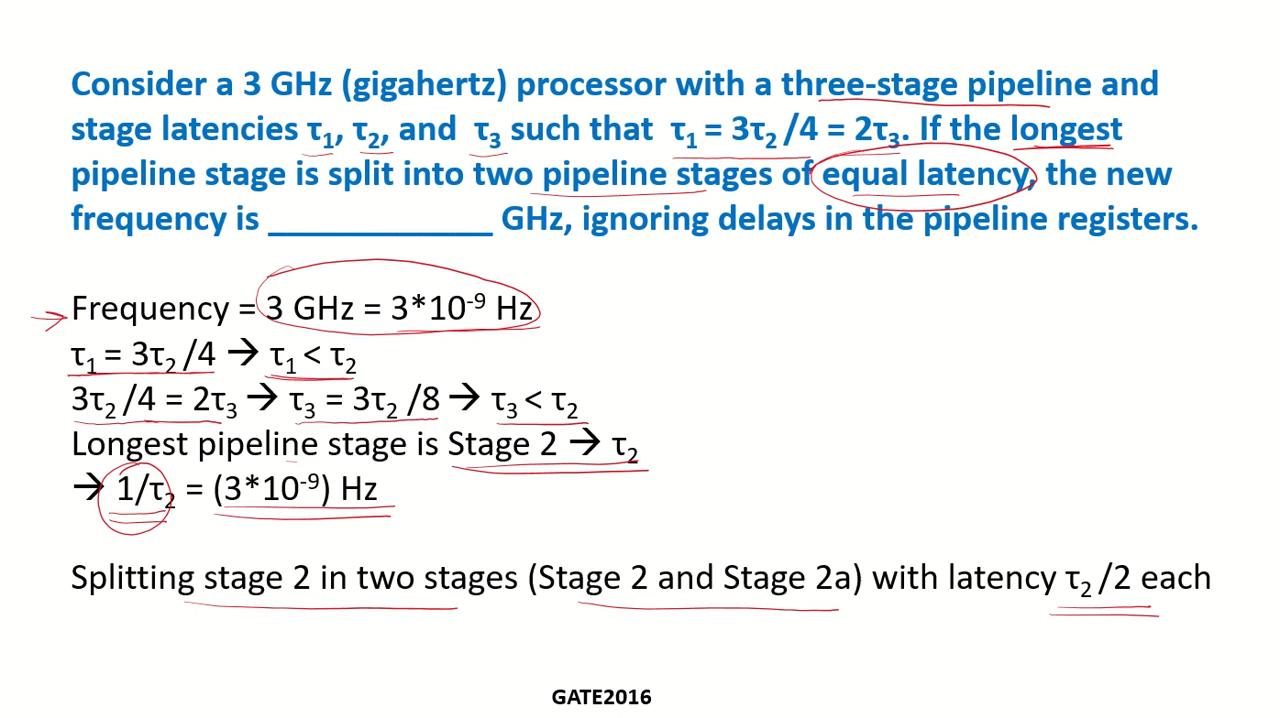 Consider a 3 GHz (gigahertz) processor with a three-stage pipeline and
stage latencies τ₁, τ₂, and τ₃ such that τ₁ = 3τ₂ /4 = 2τ₃. If the longest
pipeline stage is split into two pipeline stages of equal latency, the new
frequency is _____________ GHz, ignoring delays in the pipeline registers.
Frequency = 3 GHz = 3*10⁻⁹ Hz
τ₁ = 3τ₂ /4 → τ₁ < τ₂
3τ₂ /4 = 2τ₃ → τ₃ = 3τ₂ /8 → τ₃ < τ₂
Longest pipeline stage is Stage 2 → τ₂
→ 1/τ₂ = (3*10⁻⁹) Hz
Splitting stage 2 in two stages (Stage 2 and Stage 2a) with latency τ₂ /2 each
GATE2016